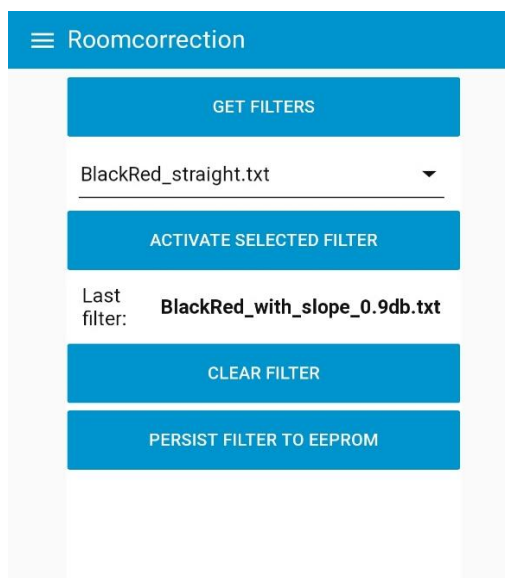 Roomcorrection
GET FILTERS
BlackRed_straight.txt
ACTIVATE SELECTED FILTER
Last
filter:
BlackRed_with_slope_0.9db.txt
CLEAR FILTER
PERSIST FILTER TO EEPROM